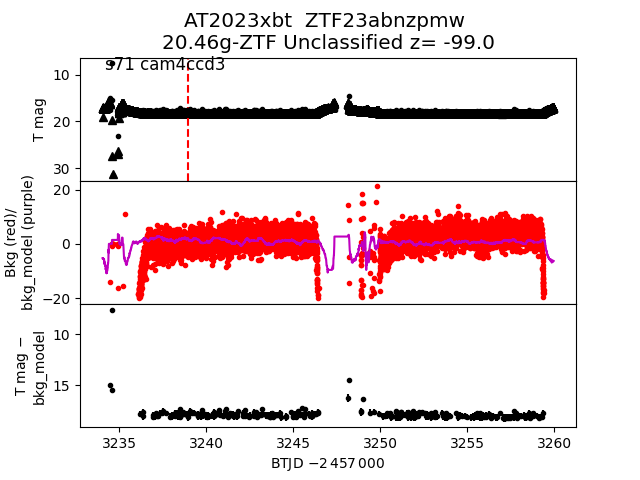 AT2023xbt ZTF23abnzpmw
20.46g-ZTF Unclassified z= -99.0
s71 cam4ccd3
10
20
30
T mag
20
0
−20
Bkg (red)/
bkg_model (purple)
10
15
T mag −
bkg_model
3235 3240 3245 3250 3255 3260
BTJD −2 457 000